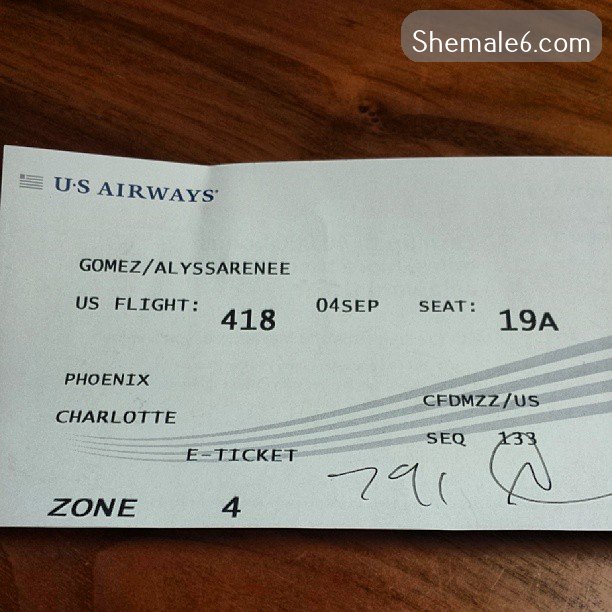 Shemale6.com
U·S AIRWAYS
GOMEZ/ALYSSARENEE
US FLIGHT: 418 04SEP SEAT: 19A
PHOENIX
CHARLOTTE
CFDMZZ/US
SEQ 133
E-TICKET
791
ZONE 4